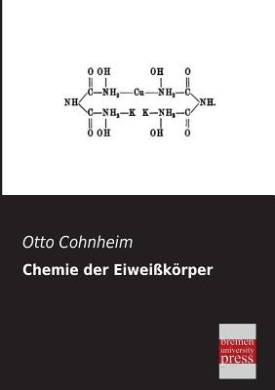 O OH OH O
C—NH₂—Cu—NH₂—C
NH NH.
C—NH₂—K K—NH₂—C
O OH OH O
Otto Cohnheim
Chemie der Eiweißkörper
bremen
university
press